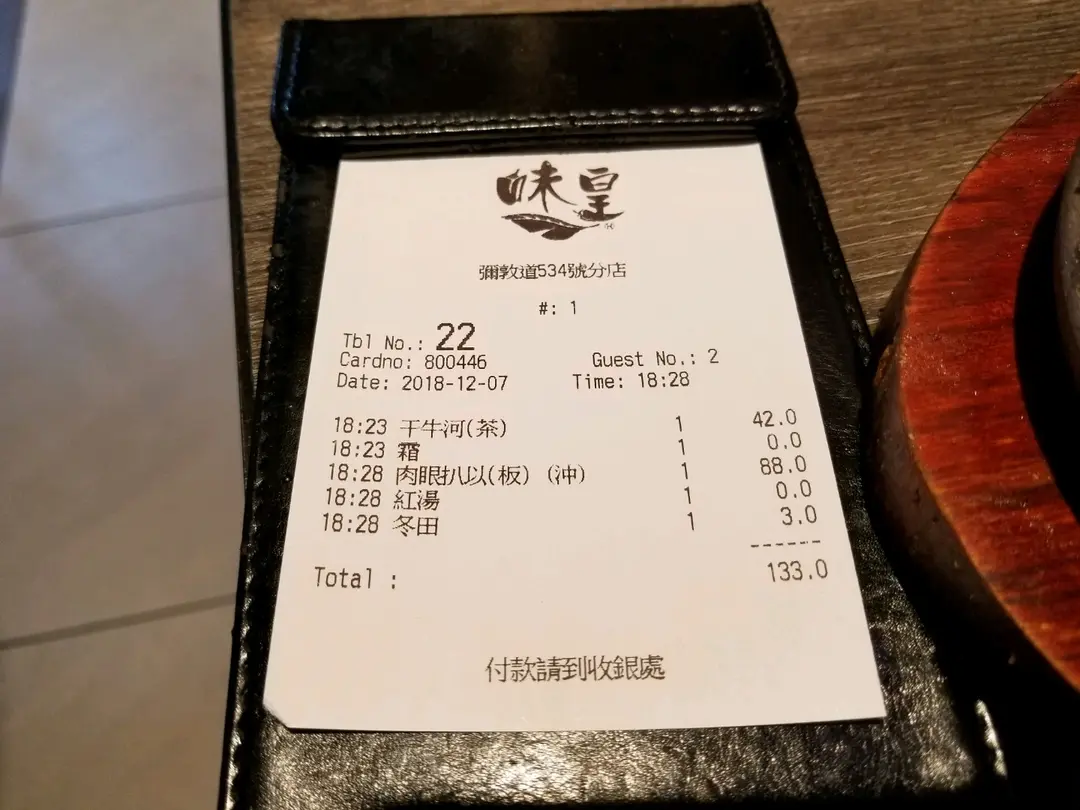 味皇
彌敦道534號分店
#: 1
Tbl No.: 22
Cardno: 800446 Guest No.: 2
Date: 2018-12-07 Time: 18:28
18:23 干牛河(茶) 1 42.0
18:23 霜 1 0.0
18:28 肉眼扒以(板) (沖) 1 88.0
18:28 紅湯 1 0.0
18:28 冬田 1 3.0
------
Total : 133.0
付款請到收銀處